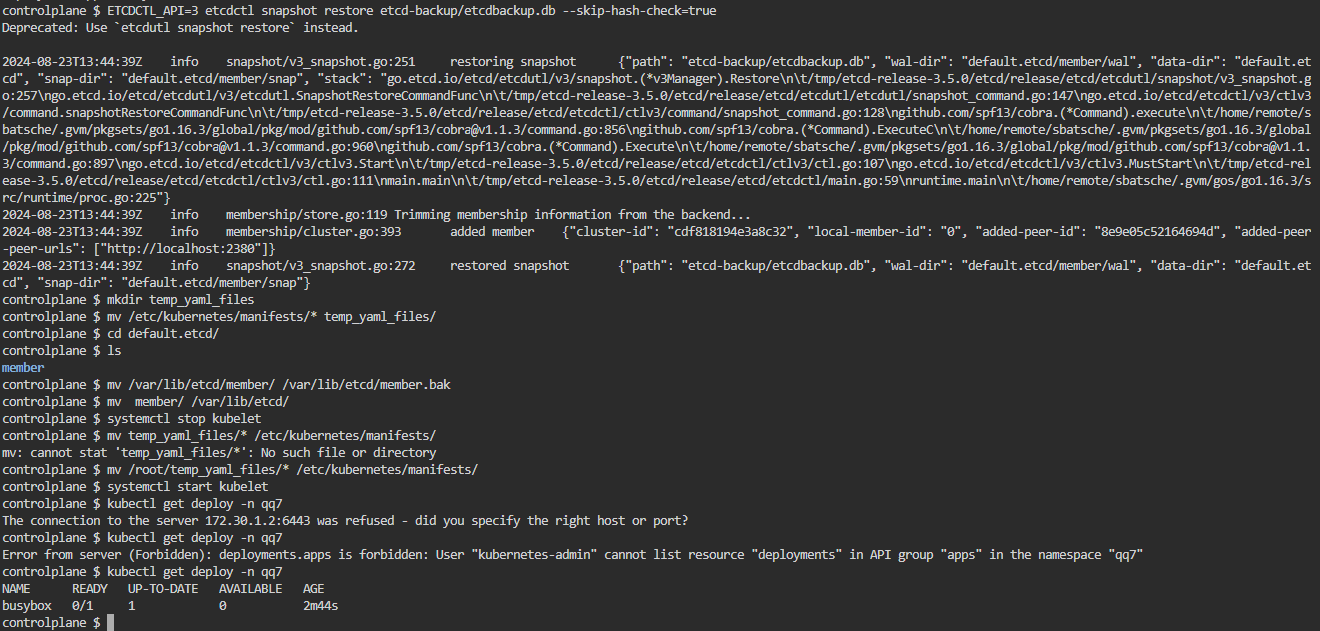 controlplane $ ETCDCTL_API=3 etcdctl snapshot restore etcd-backup/etcdbackup.db --skip-hash-check=true
Deprecated: Use `etcdutl snapshot restore` instead.
2024-08-23T13:44:39Z info snapshot/v3_snapshot.go:251 restoring snapshot {"path": "etcd-backup/etcdbackup.db", "wal-dir": "default.etcd/member/wal", "data-dir": "default.et
cd", "snap-dir": "default.etcd/member/snap", "stack": "go.etcd.io/etcd/etcdutl/v3/snapshot.(*v3Manager).Restore\n\t/tmp/etcd-release-3.5.0/etcd/release/etcd/etcdutl/snapshot/v3_snapshot.g
o:257\ngo.etcd.io/etcd/etcdutl/v3/etcdutl.SnapshotRestoreCommandFunc\n\t/tmp/etcd-release-3.5.0/etcd/release/etcd/etcdutl/etcdutl/snapshot_command.go:147\ngo.etcd.io/etcd/etcdctl/v3/ctlv3
/command.snapshotRestoreCommandFunc\n\t/tmp/etcd-release-3.5.0/etcd/release/etcd/etcdctl/ctlv3/command/snapshot_command.go:128\ngithub.com/spf13/cobra.(*Command).execute\n\t/home/remote/s
batsche/.gvm/pkgsets/go1.16.3/global/pkg/mod/github.com/spf13/cobra@v1.1.3/command.go:856\ngithub.com/spf13/cobra.(*Command).ExecuteC\n\t/home/remote/sbatsche/.gvm/pkgsets/go1.16.3/global
/pkg/mod/github.com/spf13/cobra@v1.1.3/command.go:960\ngithub.com/spf13/cobra.(*Command).Execute\n\t/home/remote/sbatsche/.gvm/pkgsets/go1.16.3/global/pkg/mod/github.com/spf13/cobra@v1.1.
3/command.go:897\ngo.etcd.io/etcd/etcdctl/v3/ctlv3.Start\n\t/tmp/etcd-release-3.5.0/etcd/release/etcd/etcdctl/ctlv3/ctl.go:107\ngo.etcd.io/etcd/etcdctl/v3/ctlv3.MustStart\n\t/tmp/etcd-rel
ease-3.5.0/etcd/release/etcd/etcdctl/ctlv3/ctl.go:111\nmain.main\n\t/tmp/etcd-release-3.5.0/etcd/release/etcd/etcdctl/main.go:59\nruntime.main\n\t/home/remote/sbatsche/.gvm/gos/go1.16.3/s
rc/runtime/proc.go:225"}
2024-08-23T13:44:39Z info membership/store.go:119 Trimming membership information from the backend...
2024-08-23T13:44:39Z info membership/cluster.go:393 added member {"cluster-id": "cdf818194e3a8c32", "local-member-id": "0", "added-peer-id": "8e9e05c52164694d", "added-peer
-peer-urls": ["http://localhost:2380"]}
2024-08-23T13:44:39Z info snapshot/v3_snapshot.go:272 restored snapshot {"path": "etcd-backup/etcdbackup.db", "wal-dir": "default.etcd/member/wal", "data-dir": "default.et
cd", "snap-dir": "default.etcd/member/snap"}
controlplane $ mkdir temp_yaml_files
controlplane $ mv /etc/kubernetes/manifests/* temp_yaml_files/
controlplane $ cd default.etcd/
controlplane $ ls
member
controlplane $ mv /var/lib/etcd/member/ /var/lib/etcd/member.bak
controlplane $ mv  member/ /var/lib/etcd/
controlplane $ systemctl stop kubelet
controlplane $ mv temp_yaml_files/* /etc/kubernetes/manifests/
mv: cannot stat 'temp_yaml_files/*': No such file or directory
controlplane $ mv /root/temp_yaml_files/* /etc/kubernetes/manifests/
controlplane $ systemctl start kubelet
controlplane $ kubectl get deploy -n qq7
The connection to the server 172.30.1.2:6443 was refused - did you specify the right host or port?
controlplane $ kubectl get deploy -n qq7
Error from server (Forbidden): deployments.apps is forbidden: User "kubernetes-admin" cannot list resource "deployments" in API group "apps" in the namespace "qq7"
controlplane $ kubectl get deploy -n qq7
NAME READY UP-TO-DATE AVAILABLE AGE
busybox 0/1 1 0 2m44s
controlplane $